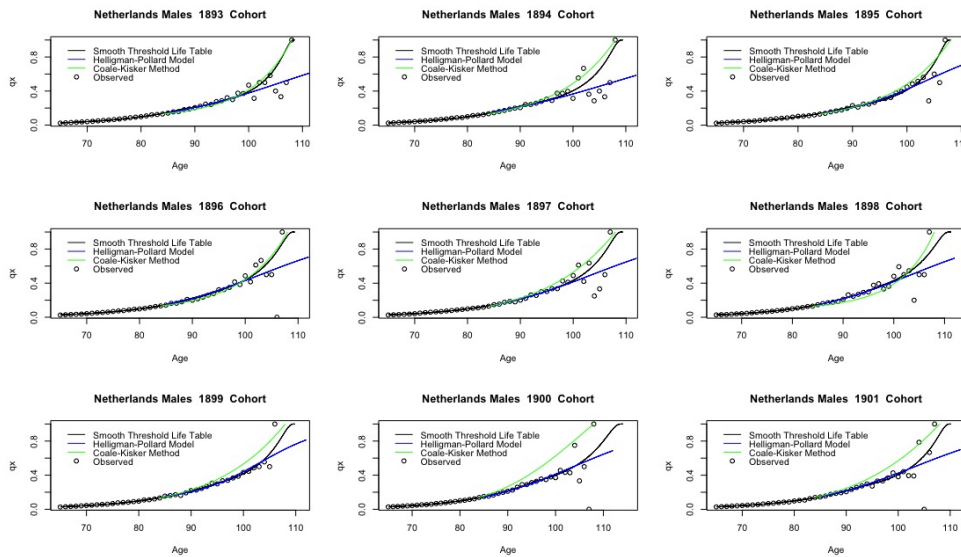 Netherlands Males 1893 Cohort
qx
0.0 0.4 0.8
Smooth Threshold Life Table
Helligman-Pollard Model
Coale-Kisker Method
Observed
70 80 90 100 110
Age
Netherlands Males 1894 Cohort
qx
0.0 0.4 0.8
Smooth Threshold Life Table
Helligman-Pollard Model
Coale-Kisker Method
Observed
70 80 90 100 110
Age
Netherlands Males 1895 Cohort
qx
0.0 0.4 0.8
Smooth Threshold Life Table
Helligman-Pollard Model
Coale-Kisker Method
Observed
70 80 90 100 110
Age
Netherlands Males 1896 Cohort
qx
0.0 0.4 0.8
Smooth Threshold Life Table
Helligman-Pollard Model
Coale-Kisker Method
Observed
70 80 90 100 110
Age
Netherlands Males 1897 Cohort
qx
0.0 0.4 0.8
Smooth Threshold Life Table
Helligman-Pollard Model
Coale-Kisker Method
Observed
70 80 90 100 110
Age
Netherlands Males 1898 Cohort
qx
0.0 0.4 0.8
Smooth Threshold Life Table
Helligman-Pollard Model
Coale-Kisker Method
Observed
70 80 90 100 110
Age
Netherlands Males 1899 Cohort
qx
0.0 0.4 0.8
Smooth Threshold Life Table
Helligman-Pollard Model
Coale-Kisker Method
Observed
70 80 90 100 110
Age
Netherlands Males 1900 Cohort
qx
0.0 0.4 0.8
Smooth Threshold Life Table
Helligman-Pollard Model
Coale-Kisker Method
Observed
70 80 90 100 110
Age
Netherlands Males 1901 Cohort
qx
0.0 0.4 0.8
Smooth Threshold Life Table
Helligman-Pollard Model
Coale-Kisker Method
Observed
70 80 90 100 110
Age